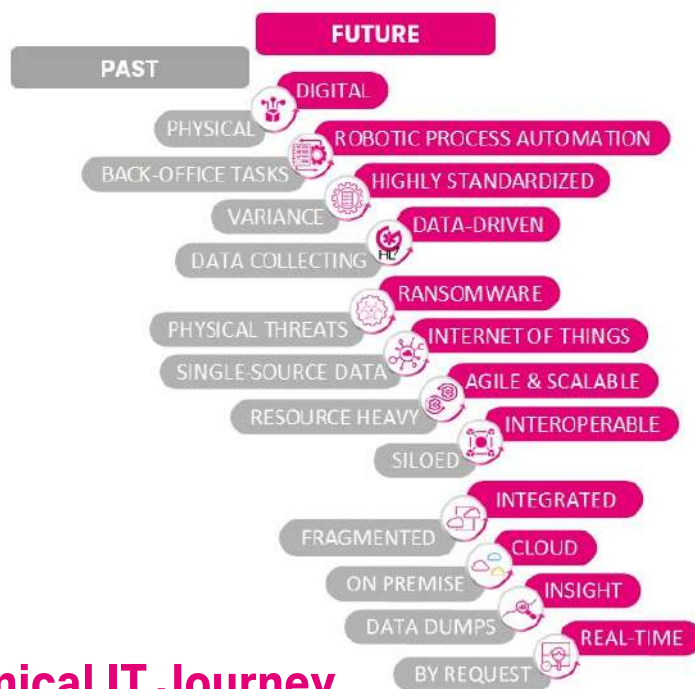 FUTURE
PAST
DIGITAL
PHYSICAL
ROBOTIC PROCESS AUTOMATION
BACK-OFFICE TASKS
HIGHLY STANDARDIZED
VARIANCE
DATA-DRIVEN
DATA COLLECTING
RANSOMWARE
PHYSICAL THREATS
INTERNET OF THINGS
SINGLE-SOURCE DATA
AGILE & SCALABLE
RESOURCE HEAVY
INTEROPERABLE
SILOED
INTEGRATED
FRAGMENTED
CLOUD
ON PREMISE
INSIGHT
DATA DUMPS
REAL-TIME
BY REQUEST
IT Journey